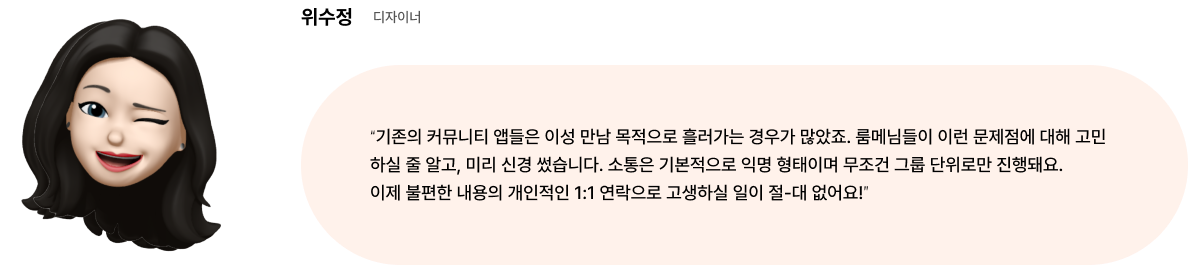 위수정 디자이너
“기존의 커뮤니티 앱들은 이성 만남 목적으로 흘러가는 경우가 많았죠. 룸메님들이 이런 문제점에 대해 고민
하실 줄 알고, 미리 신경 썼습니다. 소통은 기본적으로 익명 형태이며 무조건 그룹 단위로만 진행돼요.
이제 불편한 내용의 개인적인 1:1 연락으로 고생하실 일이 절-대 없어요!”